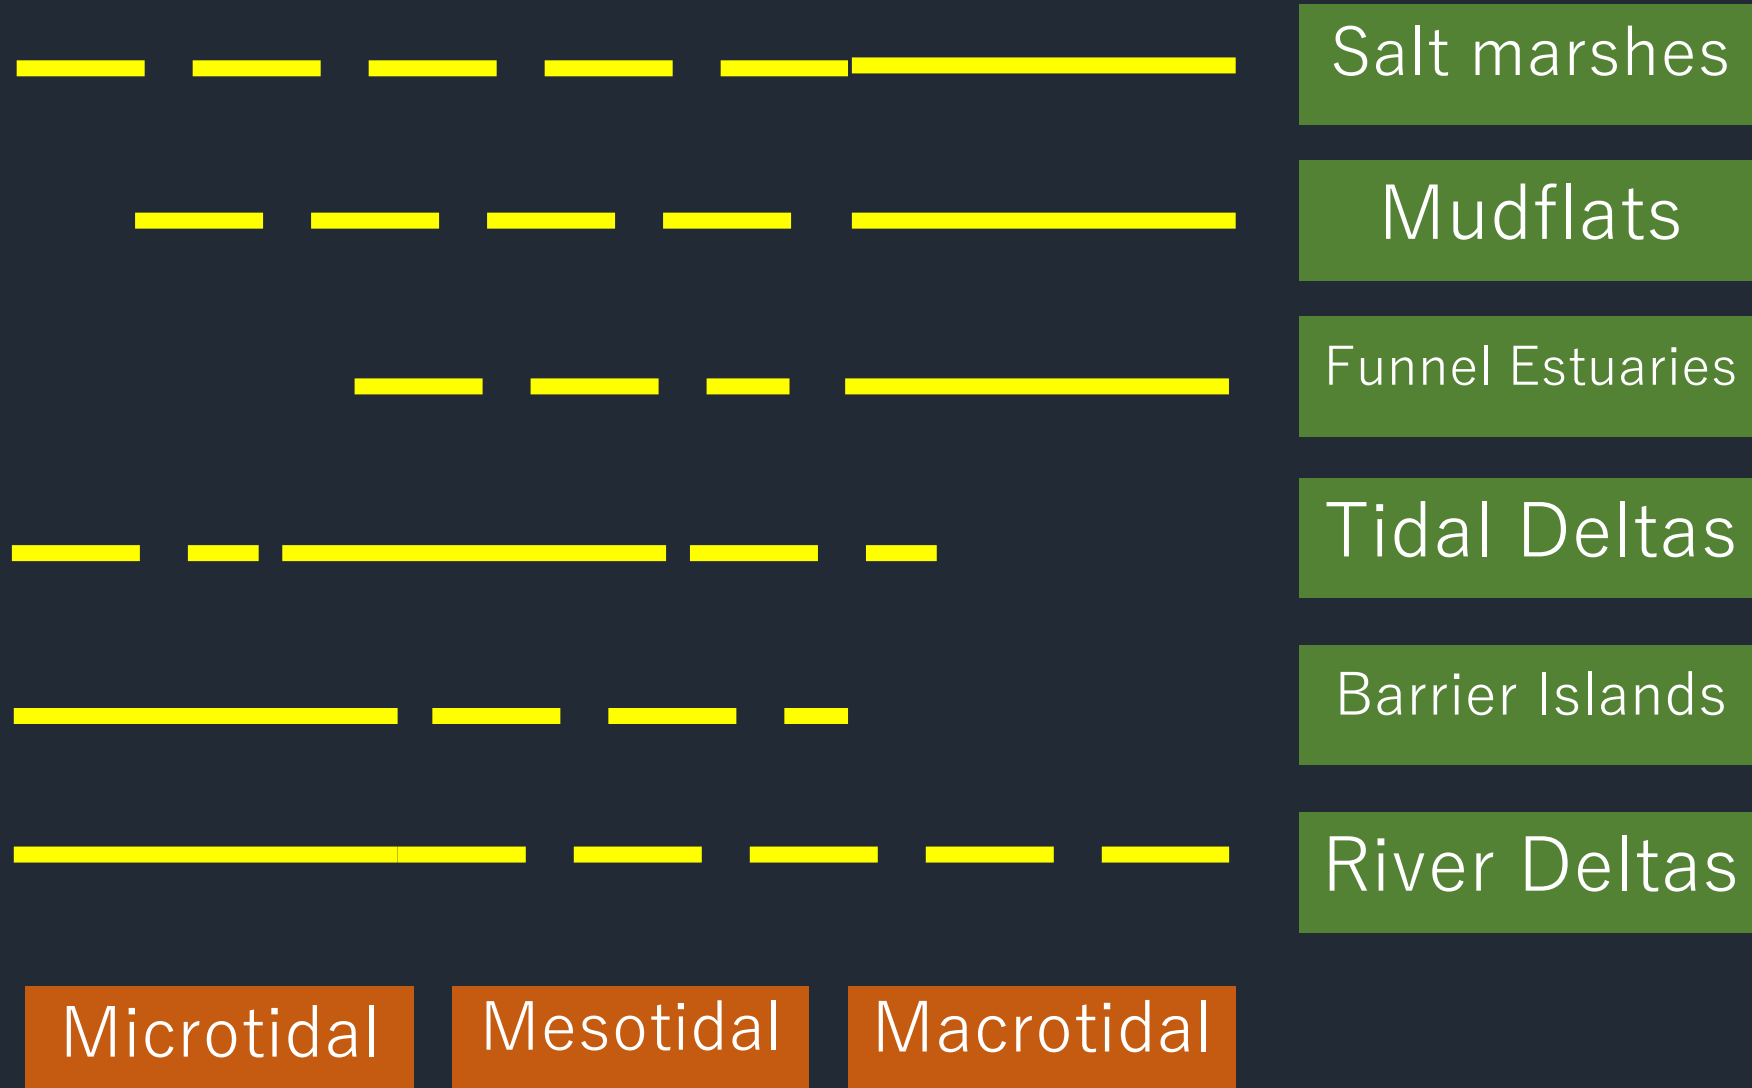 Salt marshes
Mudflats
Funnel Estuaries
Tidal Deltas
Barrier Islands
River Deltas
Microtidal
Mesotidal
Macrotidal